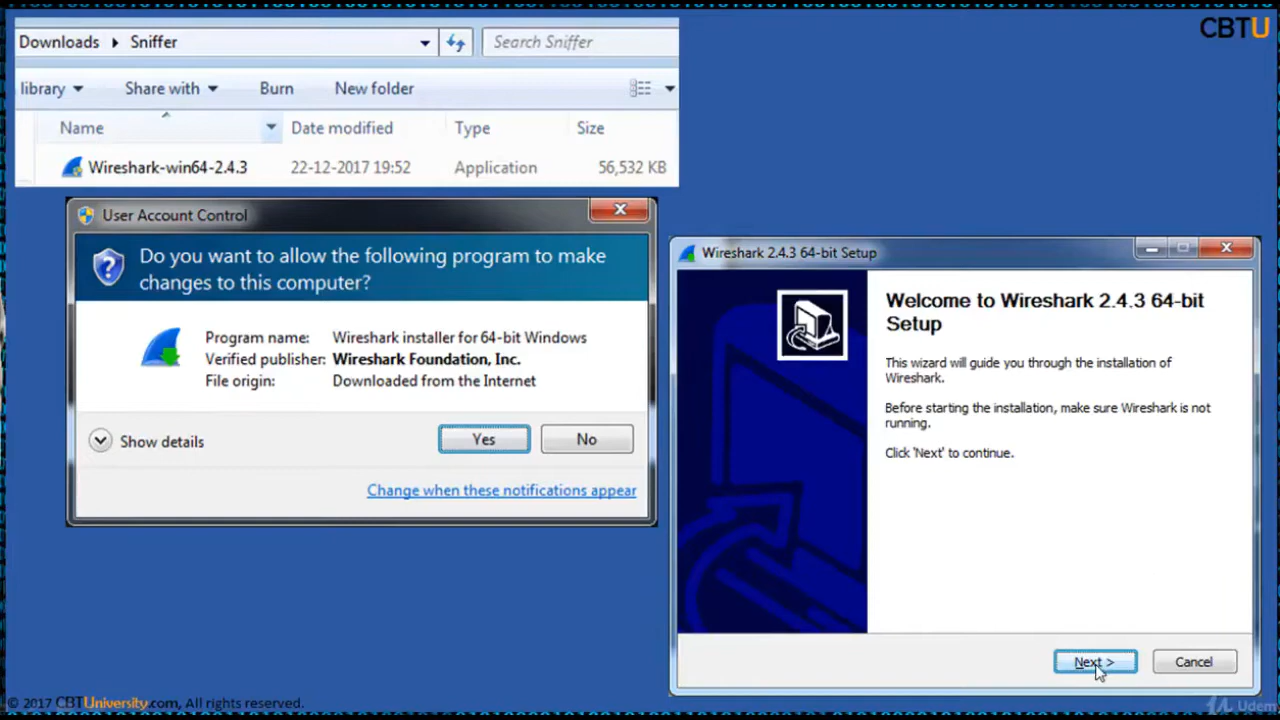 CBTU
Downloads Sniffer
Search Sniffer
library Share with Burn New folder
Name Date modified Type Size
Wireshark-win64-2.4.3 22-12-2017 19:52 Application 56,532 KB
User Account Control
Do you want to allow the following program to make
changes to this computer?
Program name: Wireshark installer for 64-bit Windows
Verified publisher: Wireshark Foundation, Inc.
File origin: Downloaded from the Internet
Show details
Yes
No
Change when these notifications appear
Wireshark 2.4.3 64-bit Setup
Welcome to Wireshark 2.4.3 64-bit
Setup
This wizard will guide you through the installation of
Wireshark.
Before starting the installation, make sure Wireshark is not
running.
Click 'Next' to continue.
Next >
Cancel
© 2017 CBTUniversity.com, All rights reserved.
Udem